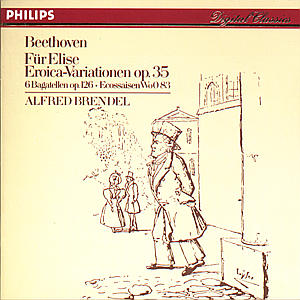 PHILIPS
Digital Classics
Beethoven
Für Elise
Eroica-Variationen op. 35
6 Bagatellen op. 126 · Ecossaisen WoO 83
ALFRED BRENDEL